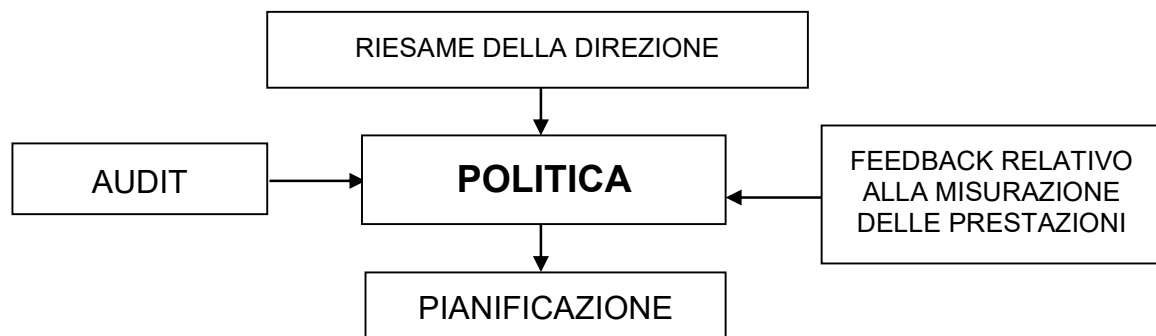 RIESAME DELLA DIREZIONE
AUDIT
POLITICA
FEEDBACK RELATIVO
ALLA MISURAZIONE
DELLE PRESTAZIONI
PIANIFICAZIONE